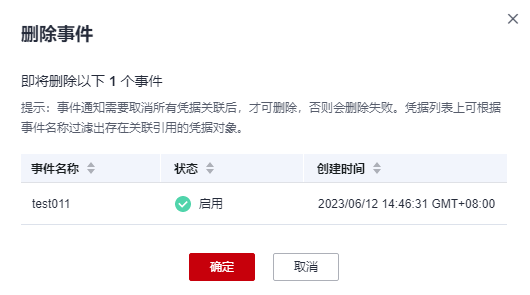 删除事件
即将删除以下 1 个事件
提示：事件通知需要取消所有凭据关联后，才可删除，否则会删除失败。凭据列表上可根据
事件名称过滤出存在关联引用的凭据对象。
事件名称 状态 创建时间
test011 启用 2023/06/12 14:46:31 GMT+08:00
确定 取消